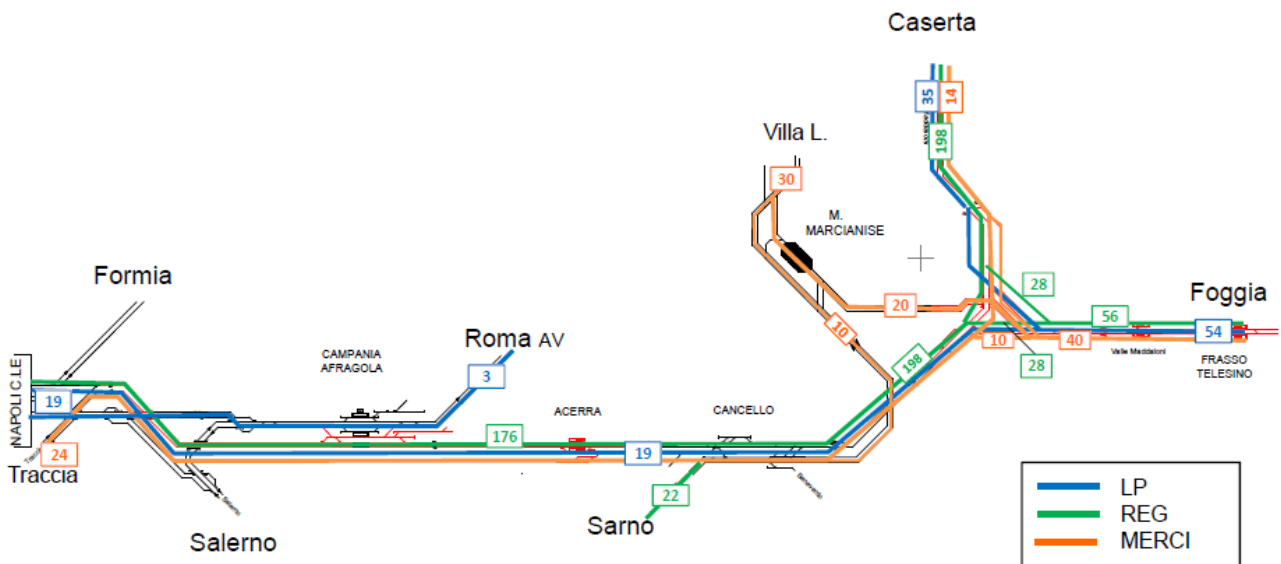 Caserta
35
14
198
Villa L.
30
M.
MARCIANISE
Formia
28
Foggia
Roma AV
20
56
CAMPANIA
AFRAGOLA
10
10
40
Valle Maddaloni
54
NAPOLI C.LE
3
198
28
FRASSO
TELESINO
19
ACERRA
CANCELLO
176
24
19
Traccia
LP
22
Benevento
REG
Salerno
Sarno
Salerno
MERCI